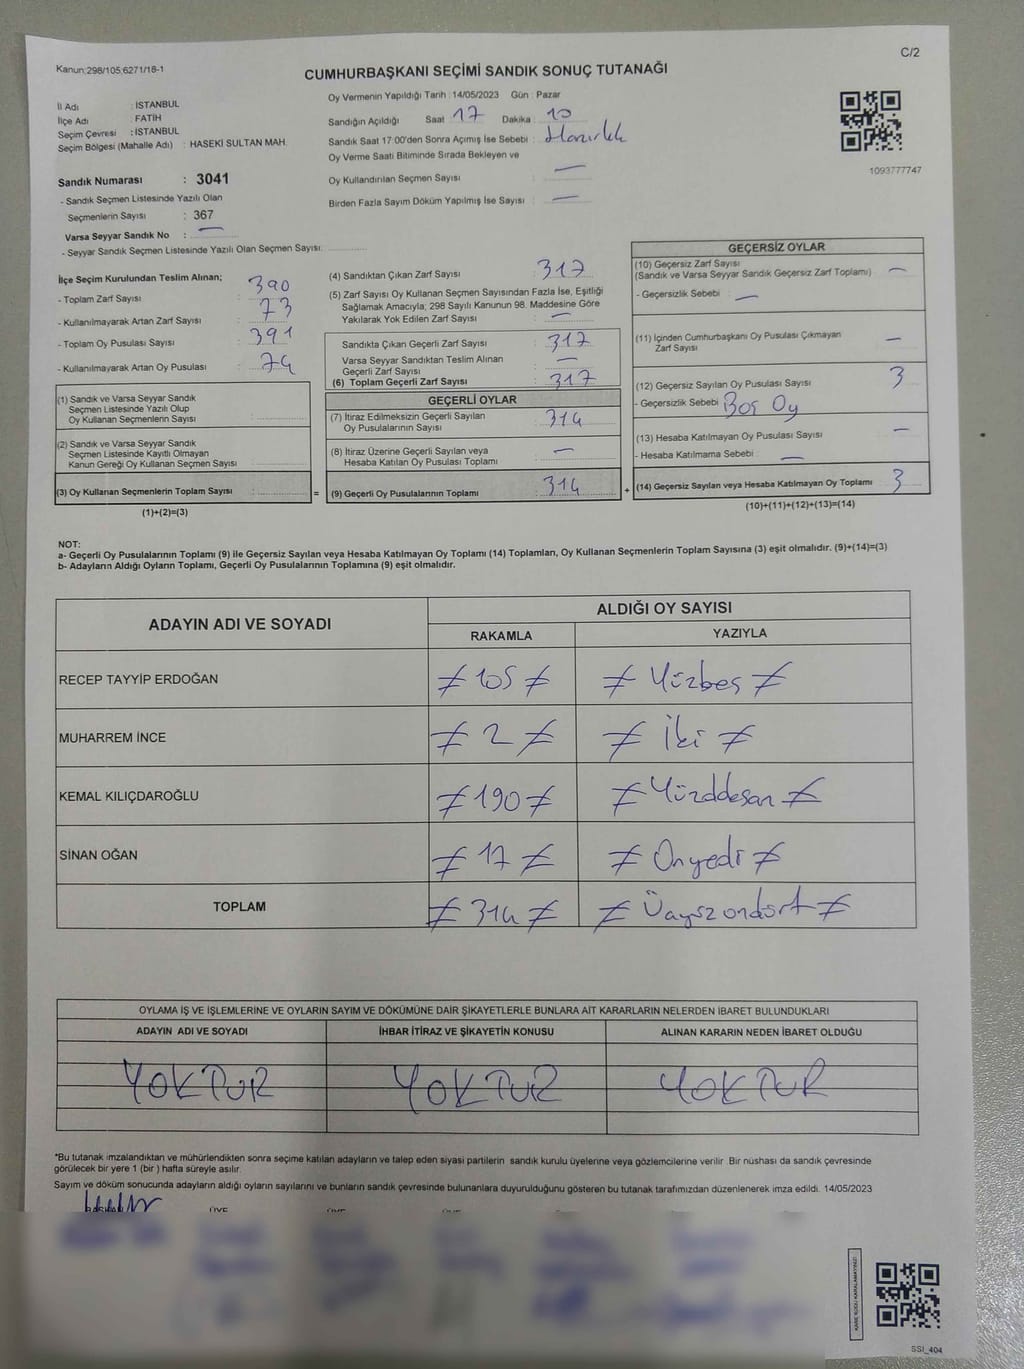 C/2
Kanun:298/105;6271/18-1
CUMHURBAŞKANI SEÇİMİ SANDIK SONUÇ TUTANAĞI
İl Adı : İSTANBUL
İlçe Adı : FATİH
Seçim Çevresi : İSTANBUL
Seçim Bölgesi (Mahalle Adı) : HASEKİ SULTAN MAH.
Sandık Numarası : 3041
- Sandık Seçmen Listesinde Yazılı Olan
Seçmenlerin Sayısı : 367
Varsa Seyyar Sandık No : —
- Seyyar Sandık Seçmen Listesinde Yazılı Olan Seçmen Sayısı:
Oy Vermenin Yapıldığı Tarih : 14/05/2023 Gün : Pazar
Sandığın Açıldığı Saat 17 Dakika 10
Sandık Saat 17:00'den Sonra Açımış İse Sebebi : Hazırlık
Oy Verme Saati Bitiminde Sırada Bekleyen ve
Oy Kullandırılan Seçmen Sayısı : —
Birden Fazla Sayım Döküm Yapılmış İse Sayısı : —
1093777747
İlçe Seçim Kurulundan Teslim Alınan;
- Toplam Zarf Sayısı : 390
- Kullanılmayarak Artan Zarf Sayısı : 73
- Toplam Oy Pusulası Sayısı : 391
- Kullanılmayarak Artan Oy Pusulası : 74
(1) Sandık ve Varsa Seyyar Sandık
Seçmen Listesinde Yazılı Olup
Oy Kullanan Seçmenlerin Sayısı :
(2) Sandık ve Varsa Seyyar Sandık
Seçmen Listesinde Kayıtlı Olmayan
Kanun Gereği Oy Kullanan Seçmen Sayısı :
(3) Oy Kullanan Seçmenlerin Toplam Sayısı : =
(1)+(2)=(3)
(4) Sandıktan Çıkan Zarf Sayısı : 317
(5) Zarf Sayısı Oy Kullanan Seçmen Sayısından Fazla İse, Eşitliği
Sağlamak Amacıyla; 298 Sayılı Kanunun 98. Maddesine Göre
Yakılarak Yok Edilen Zarf Sayısı : —
Sandıkta Çıkan Geçerli Zarf Sayısı : 317
Varsa Seyyar Sandıktan Teslim Alınan
Geçerli Zarf Sayısı : —
(6) Toplam Geçerli Zarf Sayısı : 317
GEÇERLİ OYLAR
(7) İtiraz Edilmeksizin Geçerli Sayılan
Oy Pusulalarının Sayısı : 314
(8) İtiraz Üzerine Geçerli Sayılan veya
Hesaba Katılan Oy Pusulası Toplamı : —
(9) Geçerli Oy Pusulalarının Toplamı : 314 +
GEÇERSİZ OYLAR
(10) Geçersiz Zarf Sayısı
(Sandık ve Varsa Seyyar Sandık Geçersiz Zarf Toplamı) —
- Geçersizlik Sebebi : —
(11) İçinden Cumhurbaşkanı Oy Pusulası Çıkmayan
Zarf Sayısı —
(12) Geçersiz Sayılan Oy Pusulası Sayısı 3
- Geçersizlik Sebebi Boş Oy
(13) Hesaba Katılmayan Oy Pusulası Sayısı —
- Hesaba Katılmama Sebebi : —
(14) Geçersiz Sayılan veya Hesaba Katılmayan Oy Toplamı 3
(10)+(11)+(12)+(13)=(14)
NOT:
a- Geçerli Oy Pusulalarının Toplamı (9) ile Geçersiz Sayılan veya Hesaba Katılmayan Oy Toplamı (14) Toplamları, Oy Kullanan Seçmenlerin Toplam Sayısına (3) eşit olmalıdır. (9)+(14)=(3)
b- Adayların Aldığı Oyların Toplamı, Geçerli Oy Pusulalarının Toplamına (9) eşit olmalıdır.
ADAYIN ADI VE SOYADI ALDIĞI OY SAYISI
RAKAMLA YAZIYLA
RECEP TAYYİP ERDOĞAN ≠ 105 ≠ ≠ Yüzbeş ≠
MUHARREM İNCE ≠ 2 ≠ ≠ İki ≠
KEMAL KILIÇDAROĞLU ≠ 190 ≠ ≠ Yüzddosan ≠
SİNAN OĞAN ≠ 17 ≠ ≠ Onyedi ≠
TOPLAM ≠ 314 ≠ ≠ Üçyüzondört ≠
OYLAMA İŞ VE İŞLEMLERİNE VE OYLARIN SAYIM VE DÖKÜMÜNE DAİR ŞİKAYETLERLE BUNLARA AİT KARARLARIN NELERDEN İBARET BULUNDUKLARI
ADAYIN ADI VE SOYADI İHBAR İTİRAZ VE ŞİKAYETİN KONUSU ALINAN KARARIN NEDEN İBARET OLDUĞU
YOKTUR YOKTUR YOKTUR
*Bu tutanak imzalandıktan ve mühürlendikten sonra seçime katılan adayların ve talep eden siyasi partilerin sandık kurulu üyelerine veya gözlemcilerine verilir. Bir nüshası da sandık çevresinde
görülecek bir yere 1 (bir ) hafta süreyle asılır.
Sayım ve döküm sonucunda adayların aldığı oyların sayılarını ve bunların sandık çevresinde bulunanlara duyurulduğunu gösteren bu tutanak tarafımızdan düzenlenerek imza edildi. 14/05/2023
BAŞKAN ÜYE ÜYE ÜYE
SSI_404